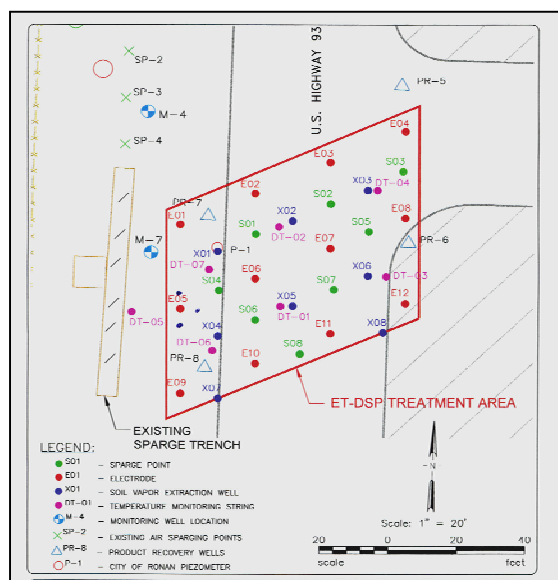 SP-2
PR-5
SP-3
M-4
U.S. HIGHWAY 93
SP-4
E04
E03
S03
E02
X03
DT-04
PR-7
S02
E01
X02
E08
S01
DT-02
S05
M-7
X01
P-1
E07
PR-6
DT-07
E06
X06
DT-03
S04
S07
E05
X05
E12
DT-05
S06
DT-01
X04
E11
X08
DT-06
S08
PR-8
E10
E09
X07
ET-DSP TREATMENT AREA
EXISTING
SPARGE TRENCH
LEGEND:
S01 – SPARGE POINT
E01 – ELECTRODE
X01 – SOIL VAPOR EXTRACTION WELL
DT-01 – TEMPERATURE MONITORING STRING
M-4 – MONITORING WELL LOCATION
SP-2 – EXISTING AIR SPARGING POINTS
PR-8 – PRODUCT RECOVERY WELLS
P-1 – CITY OF RONAN PIEZOMETER
N
Scale: 1" = 20"
20 0 20 40
scale feet